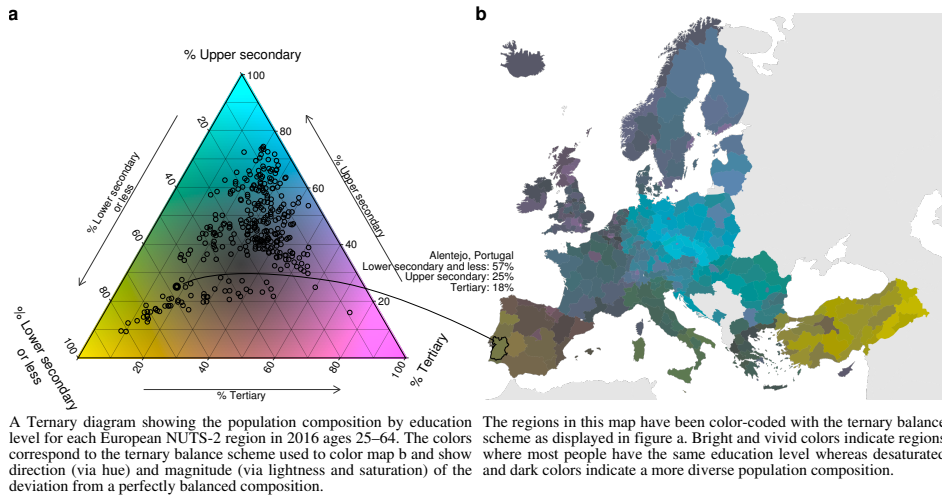 a
% Upper secondary
100
20
80
% Lower secondary
or less
% Upper secondary
40
60
60
40
80
20
% Lower secondary
or less
100
20
40
60
80
100
% Tertiary
% Tertiary
b
Alentejo, Portugal
Lower secondary and less: 57%
Upper secondary: 25%
Tertiary: 18%
A Ternary diagram showing the population composition by education
level for each European NUTS-2 region in 2016 ages 25–64. The colors
correspond to the ternary balance scheme used to color map b and show
direction (via hue) and magnitude (via lightness and saturation) of the
deviation from a perfectly balanced composition.
The regions in this map have been color-coded with the ternary balance
scheme as displayed in figure a. Bright and vivid colors indicate regions
where most people have the same education level whereas desaturated
and dark colors indicate a more diverse population composition.